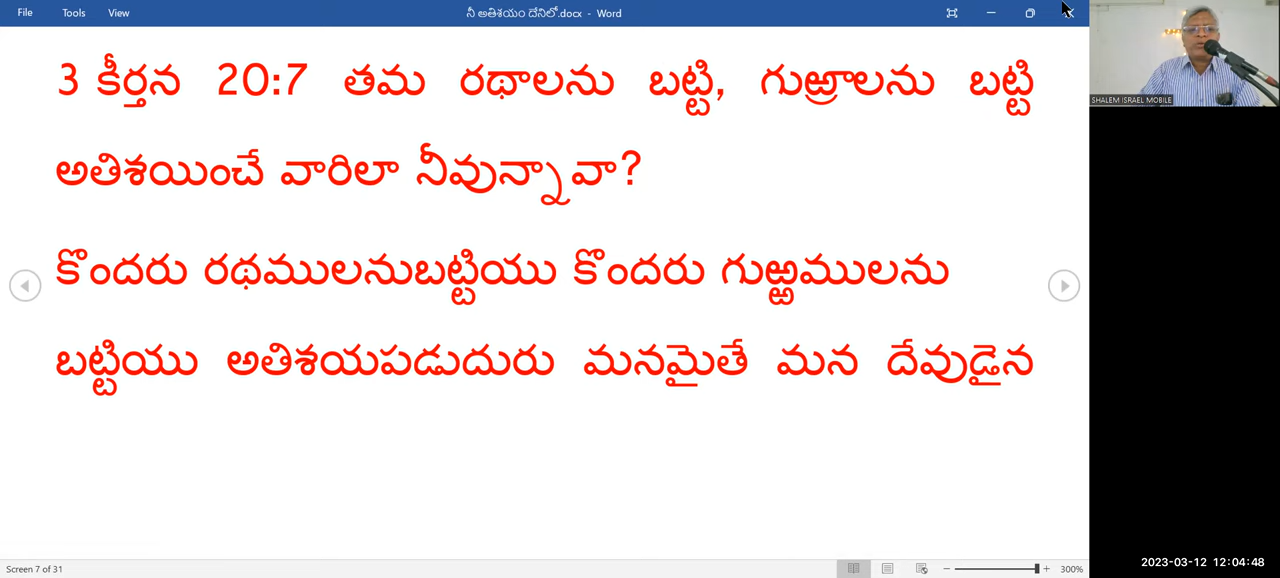 File Tools View నీ అతిశయం దేనిలో.docx - Word
3 కీర్తన 20:7 తమ రథాలను బట్టి, గుఱ్రాలను బట్టి
అతిశయించే వారిలా నీవున్నావా?
కొందరు రథములనుబట్టియు కొందరు గుఱ్ఱములను
బట్టియు అతిశయపడుదురు మనమైతే మన దేవుడైన
SHALEM ISRAEL MOBILE
2023-03-12 12:04:48
Screen 7 of 31 300%